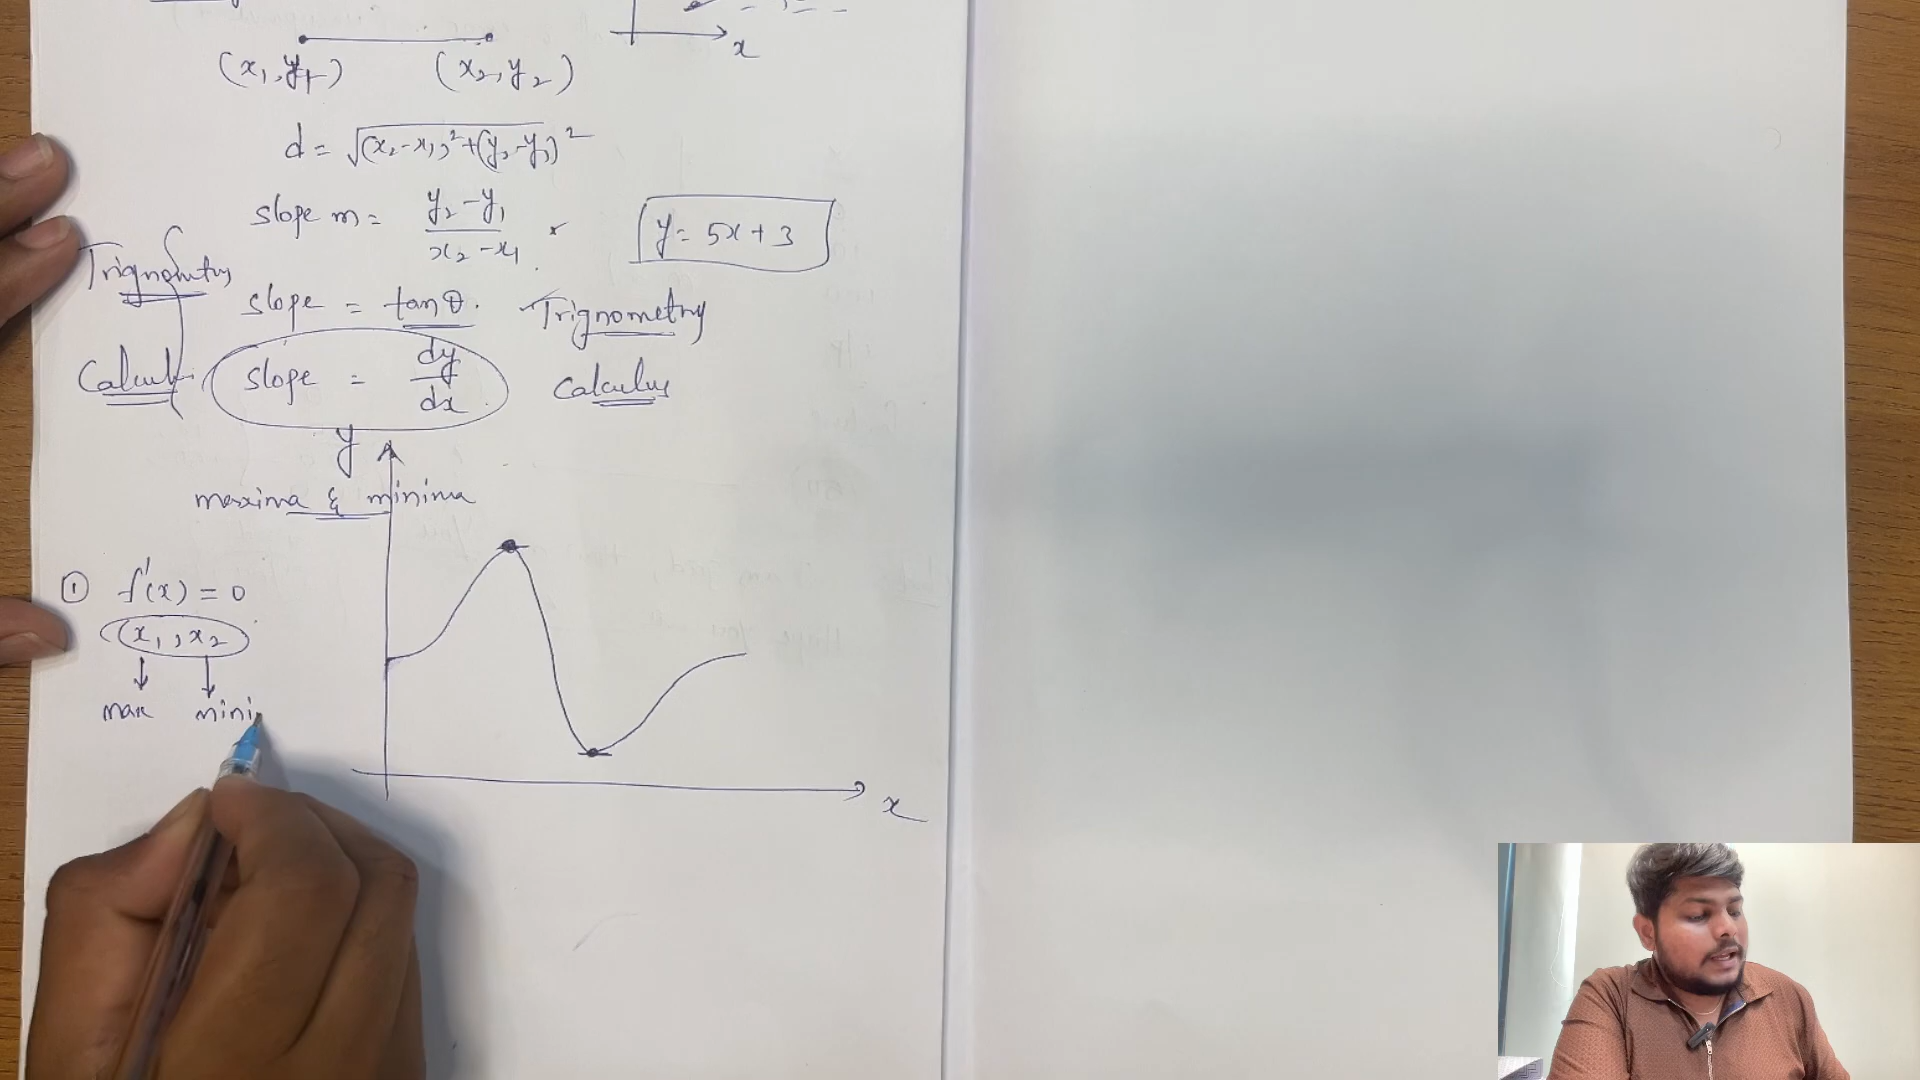 x
(x₁, y₁) (x₂, y₂)
d = √(x₂-x₁)²+(y₂-y₁)²
slope m = y₂-y₁ / x₂-x₁
y = 5x + 3
Trignometry
slope = tanθ. Trignometry
Calcul slope = dy/dx Calculus
y
maxima & minima
① f'(x) = 0
(x₁, x₂)
↓ ↓
max mini
x